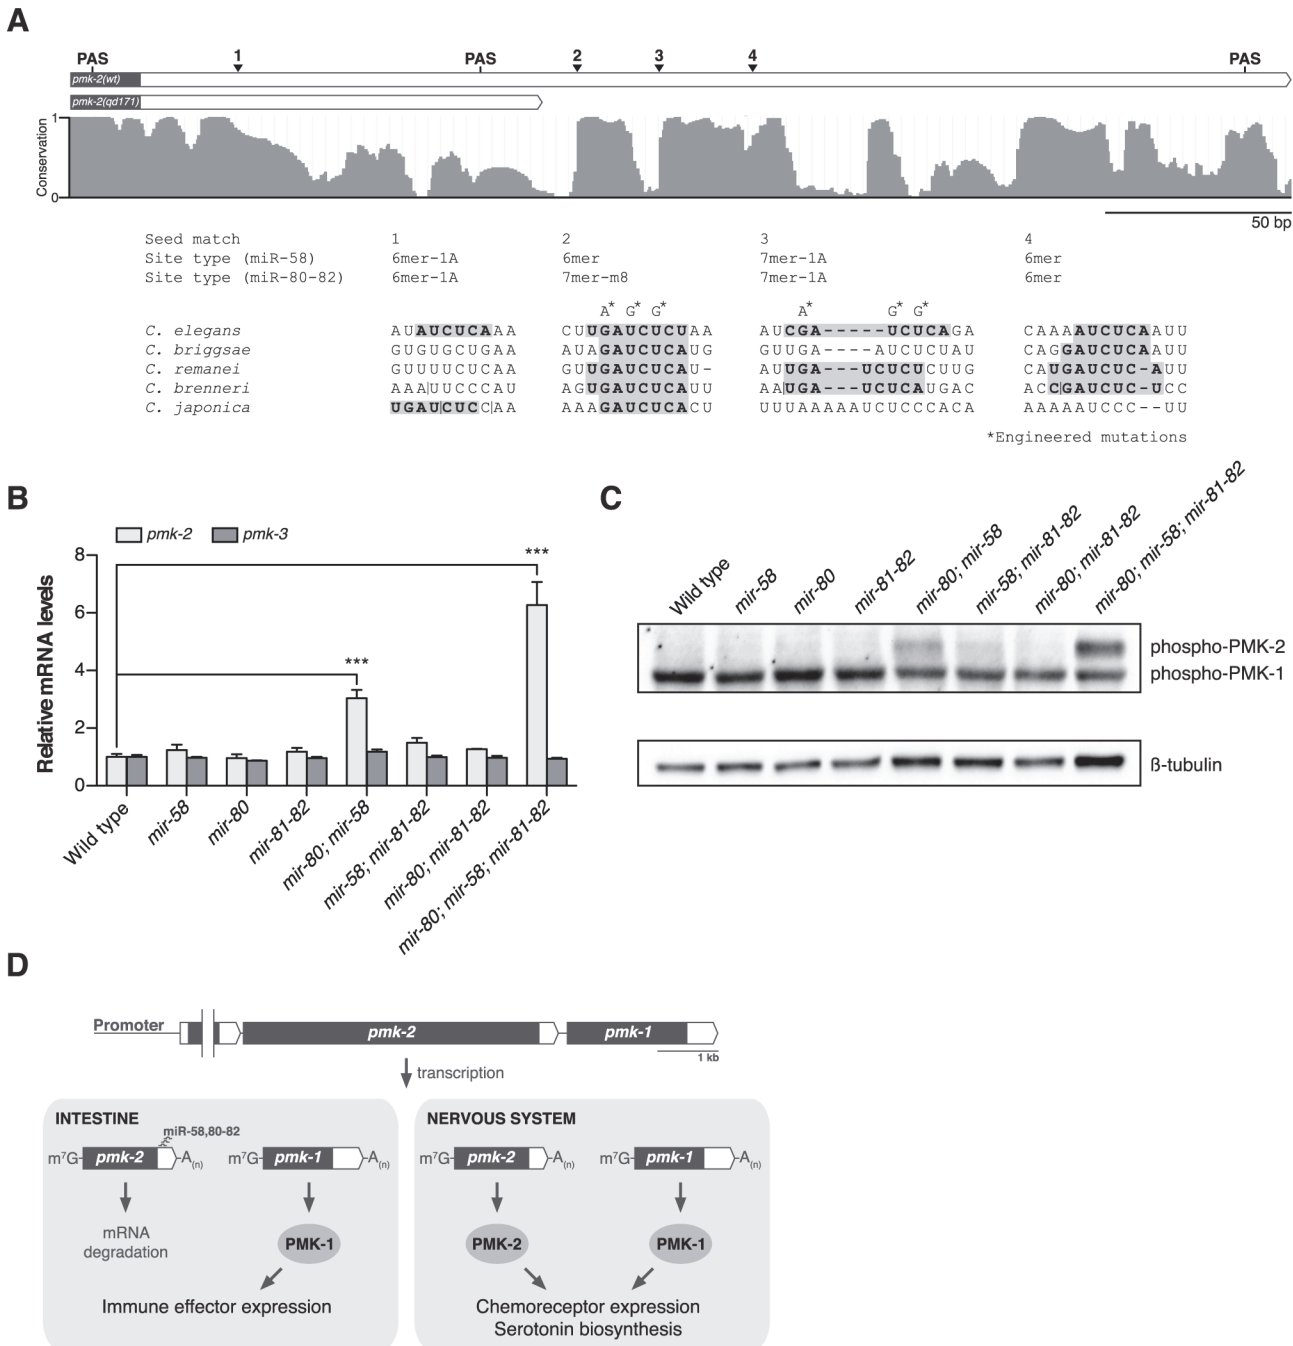 A
PAS 1 PAS 2 3 4 PAS
pmk-2(wt)
pmk-2(qd171)
1
Conservation
0
50 bp
Seed match 1 2 3 4
Site type (miR-58) 6mer-1A 6mer 7mer-1A 6mer
Site type (miR-80-82) 6mer-1A 7mer-m8 7mer-1A 6mer
A* G* G* A* G* G*
C. elegans AUAUCUCAAA CUUGAUCUCUAA AUCGA-----UCUCAGA CAAAAUCUCAAUU
C. briggsae GUGUGCUGAA AUAGAUCUCAUG GUUGA----AUCUCUAU CAGGAUCUCAAUU
C. remanei GUUUUCUCAA GUUGAUCUCAU- AUUGA---UCUCUCUUG CAUGAUCUC-AUU
C. brenneri AAA|UUCCCAU AGUGAUCUCAUU AAUGA---UCUCAUGAC AC|CGAUCUC-UCC
C. japonica UGAU|CUCC|AA AAAGAUCUCACU UUUAAAAAUCUCCCACA AAAAAUCCC--UU
*Engineered mutations
B
pmk-2 pmk-3
Relative mRNA levels
8
6
4
2
0
***
***
Wild type
mir-58
mir-80
mir-81-82
mir-80; mir-58
mir-58; mir-81-82
mir-80; mir-81-82
mir-80; mir-58; mir-81-82
C
Wild type
mir-58
mir-80
mir-81-82
mir-80; mir-58
mir-58; mir-81-82
mir-80; mir-81-82
mir-80; mir-58; mir-81-82
phospho-PMK-2
phospho-PMK-1
ß-tubulin
D
Promoter pmk-2 pmk-1
1 kb
transcription
INTESTINE
miR-58,80-82
m⁷G- pmk-2 -A(n) m⁷G- pmk-1 -A(n)
mRNA
degradation
PMK-1
Immune effector expression
NERVOUS SYSTEM
m⁷G- pmk-2 -A(n) m⁷G- pmk-1 -A(n)
PMK-2 PMK-1
Chemoreceptor expression
Serotonin biosynthesis